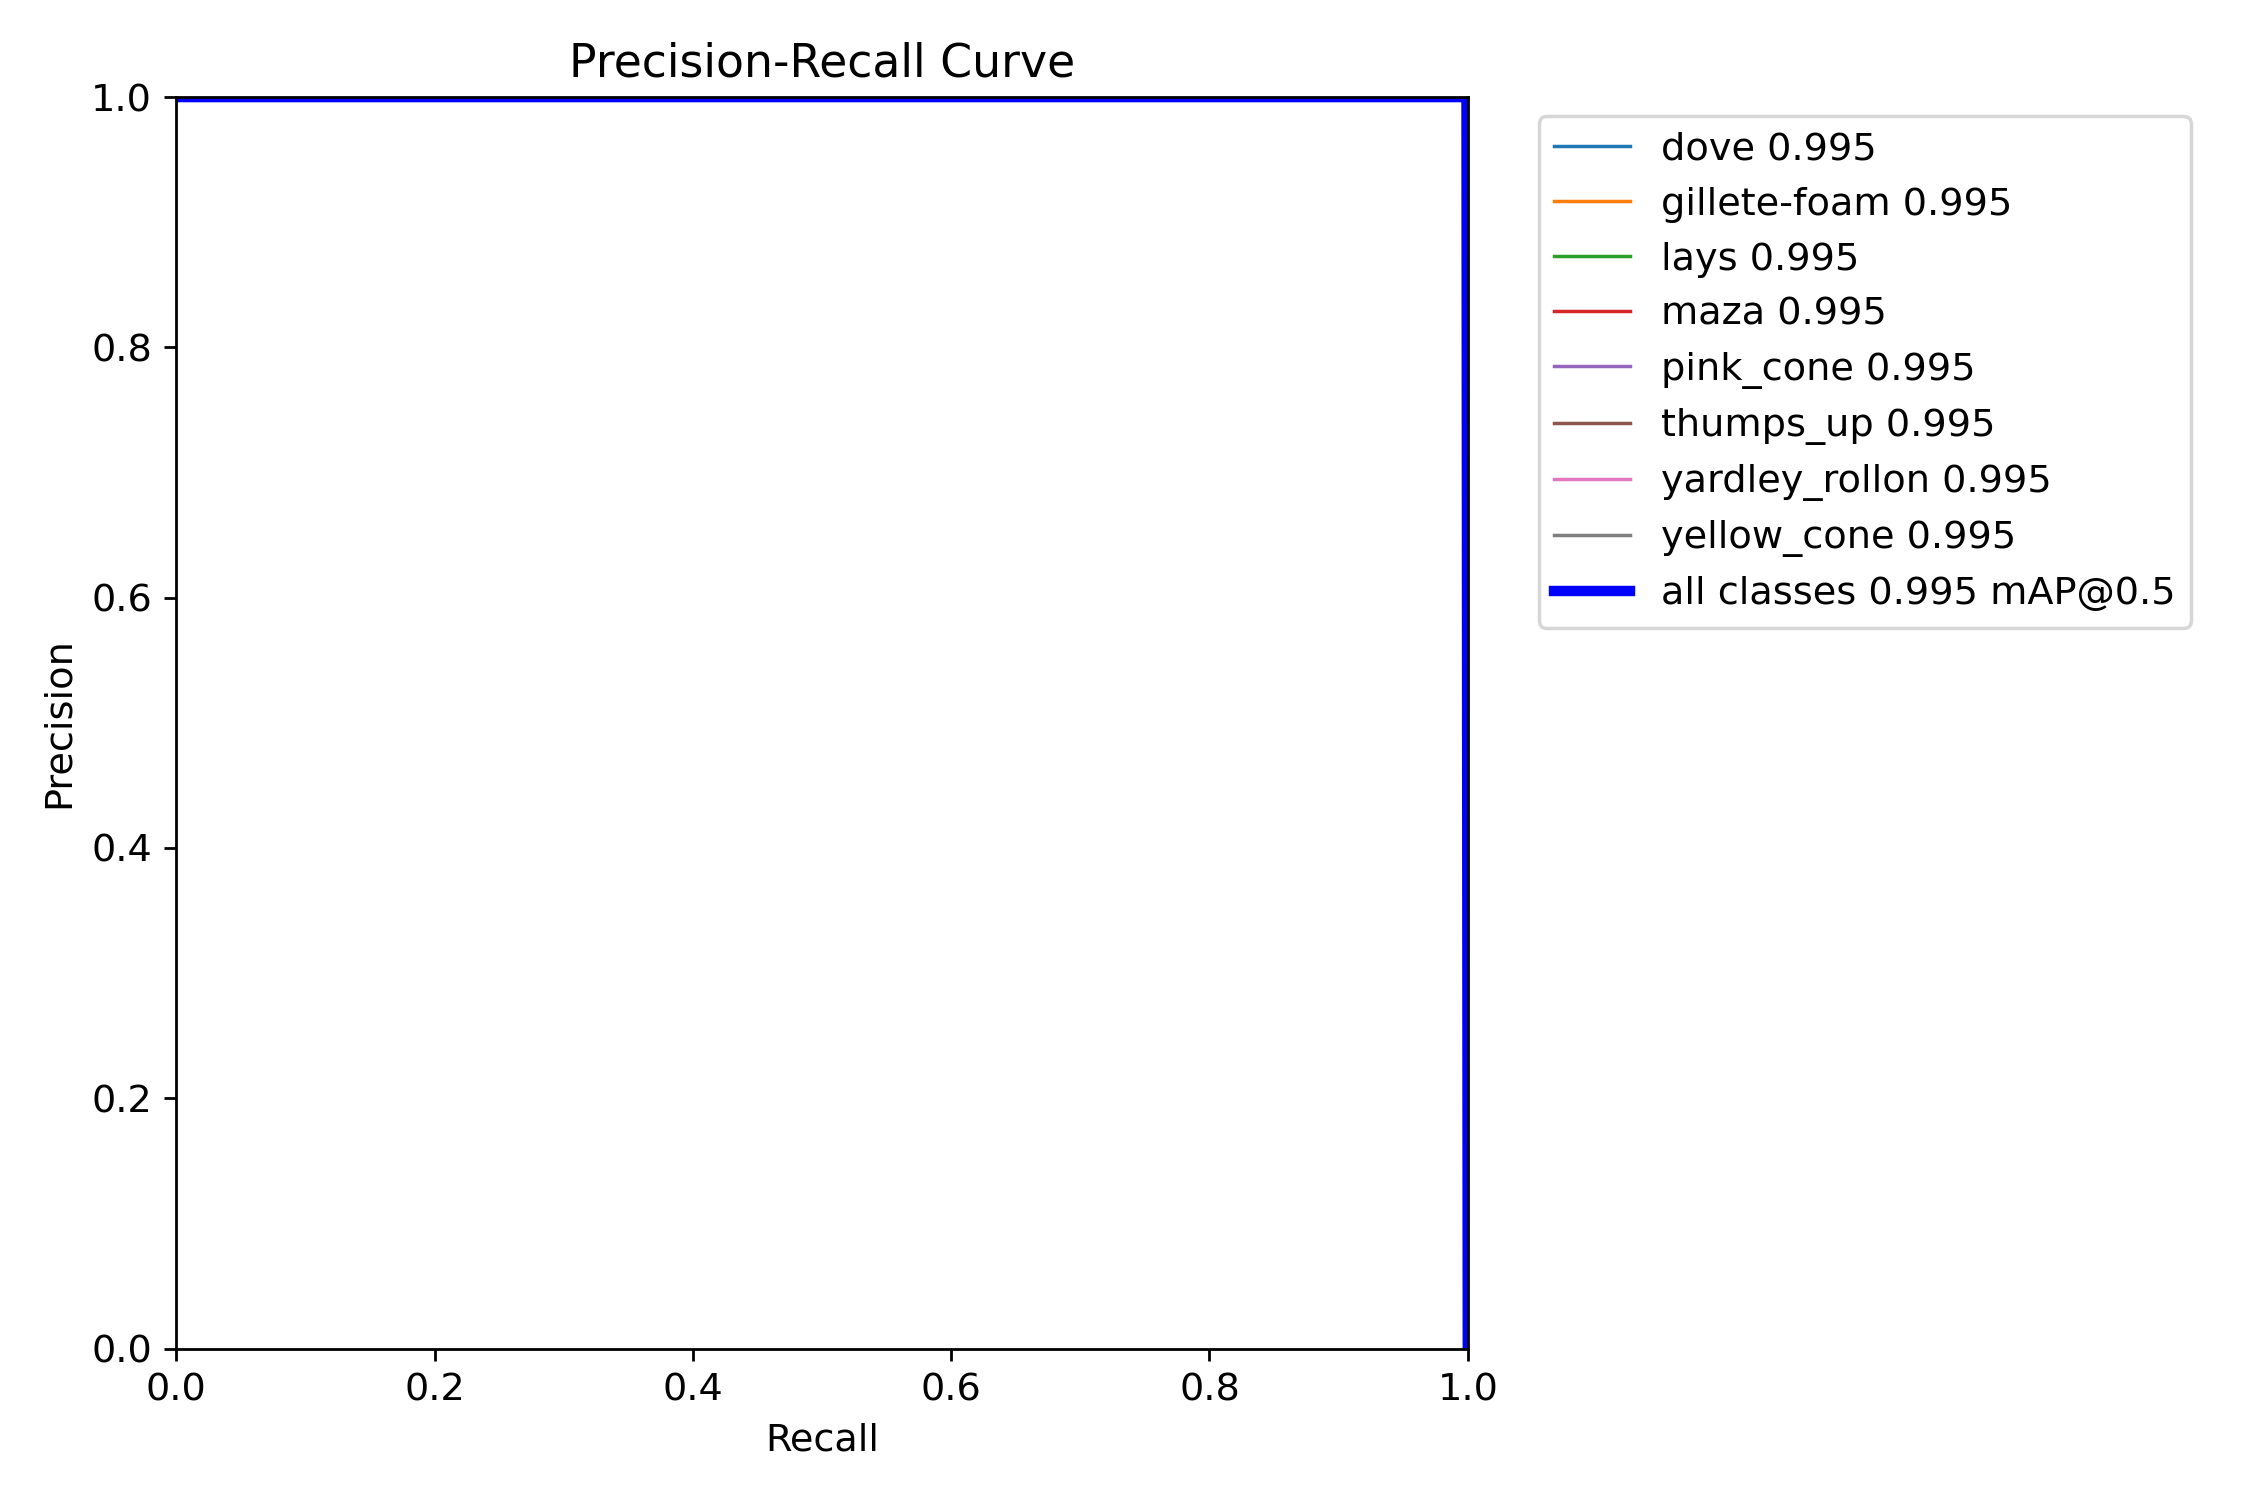 Precision-Recall Curve
1.0
0.8
0.6
0.4
0.2
0.0
Precision
0.0 0.2 0.4 0.6 0.8 1.0
Recall
dove 0.995
gillete-foam 0.995
lays 0.995
maza 0.995
pink_cone 0.995
thumps_up 0.995
yardley_rollon 0.995
yellow_cone 0.995
all classes 0.995 mAP@0.5